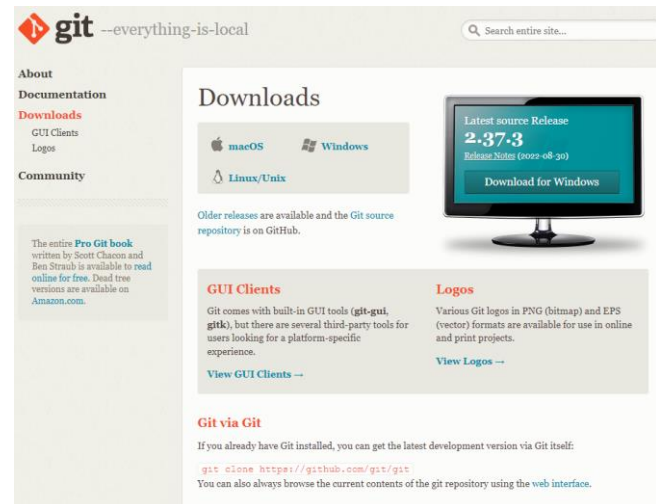 git --everything-is-local
Search entire site...
About
Documentation
Downloads
GUI Clients
Logos
Community
The entire Pro Git book
written by Scott Chacon and
Ben Straub is available to read
online for free. Dead tree
versions are available on
Amazon.com.
Downloads
macOS
Windows
Linux/Unix
Older releases are available and the Git source
repository is on GitHub.
Latest source Release
2.37.3
Release Notes (2022-08-30)
Download for Windows
GUI Clients
Git comes with built-in GUI tools (git-gui,
gitk), but there are several third-party tools for
users looking for a platform-specific
experience.
View GUI Clients →
Logos
Various Git logos in PNG (bitmap) and EPS
(vector) formats are available for use in online
and print projects.
View Logos →
Git via Git
If you already have Git installed, you can get the latest development version via Git itself:
git clone https://github.com/git/git
You can also always browse the current contents of the git repository using the web interface.